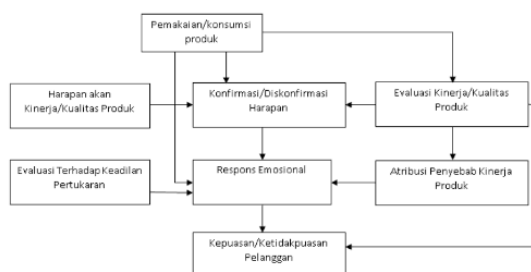 Pemakaian/konsumsi
produk
Harapan akan
Kinerja/Kualitas Produk
Konfirmasi/Diskonfirmasi
Harapan
Evaluasi Kinerja/Kualitas
Produk
Evaluasi Terhadap Keadilan
Pertukaran
Respons Emosional
Atribusi Penyebab Kinerja
Produk
Kepuasan/Ketidakpuasan
Pelanggan